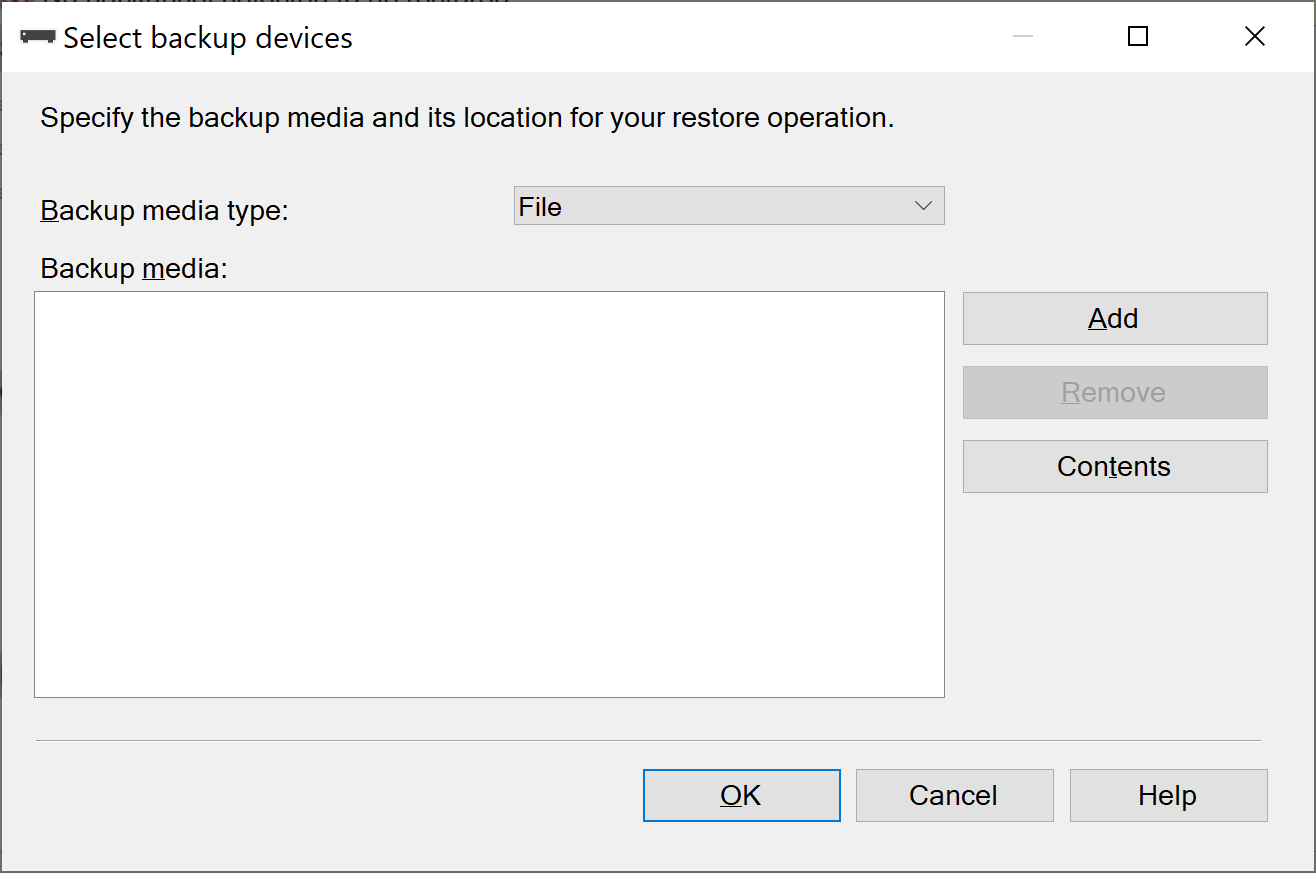 Select backup devices
Specify the backup media and its location for your restore operation.
Backup media type:
File
Backup media:
Add
Remove
Contents
OK
Cancel
Help